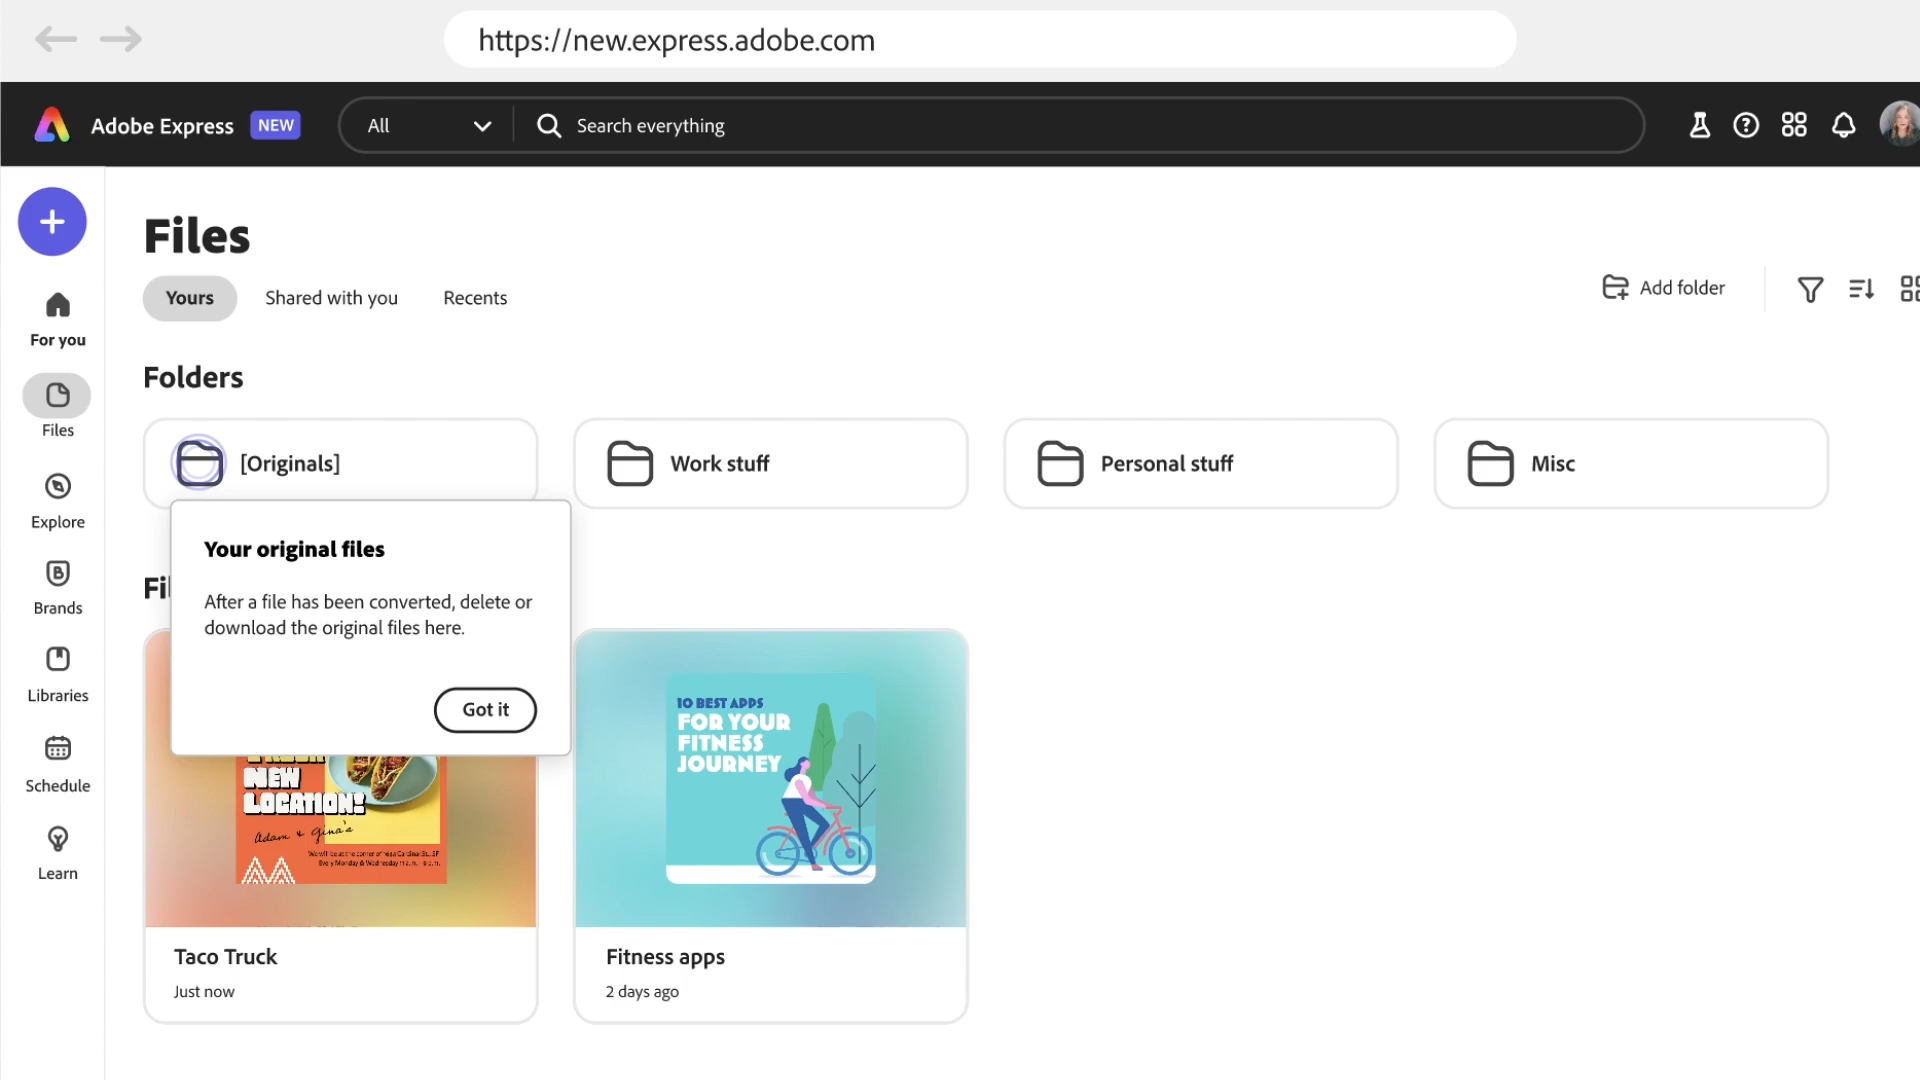 https://new.express.adobe.com
Adobe Express NEW All Search everything
Files
Yours Shared with you Recents
Add folder
For you
Files
Explore
Brands
Libraries
Schedule
Learn
Folders
[Originals] Work stuff Personal stuff Misc
Your original files
After a file has been converted, delete or
download the original files here.
Got it
NEW
LOCATION!
Adam & Gina's
10 BEST APPS
FOR YOUR
FITNESS
JOURNEY
Taco Truck
Just now
Fitness apps
2 days ago